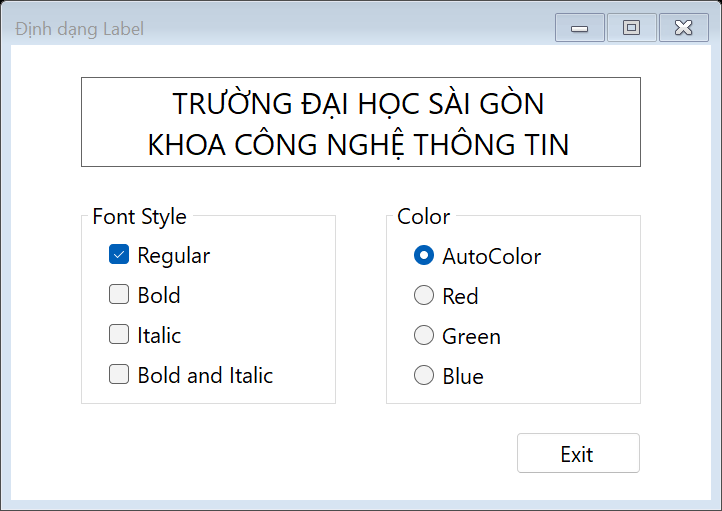 Định dạng Label
TRƯỜNG ĐẠI HỌC SÀI GÒN
KHOA CÔNG NGHỆ THÔNG TIN
Font Style
Regular
Bold
Italic
Bold and Italic
Color
AutoColor
Red
Green
Blue
Exit